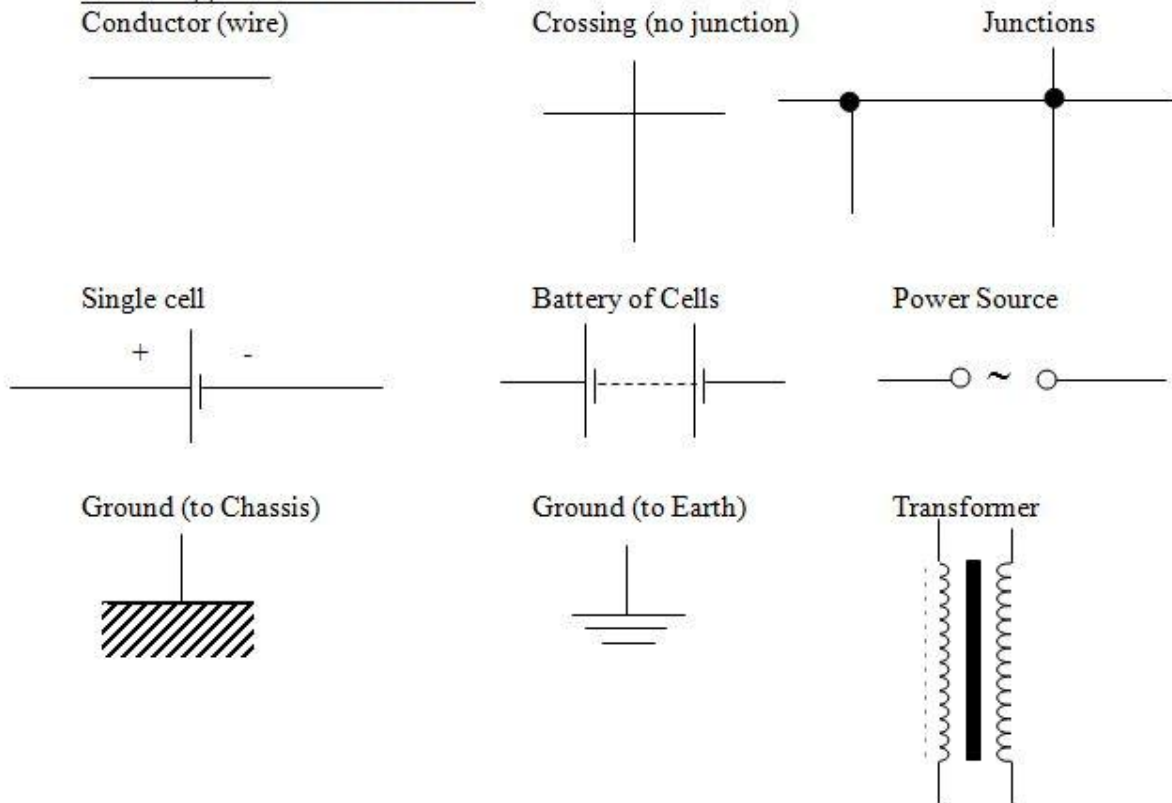 Conductor (wire)
Crossing (no junction)
Junctions
Single cell
Battery of Cells
Power Source
+
-
~
Ground (to Chassis)
Ground (to Earth)
Transformer